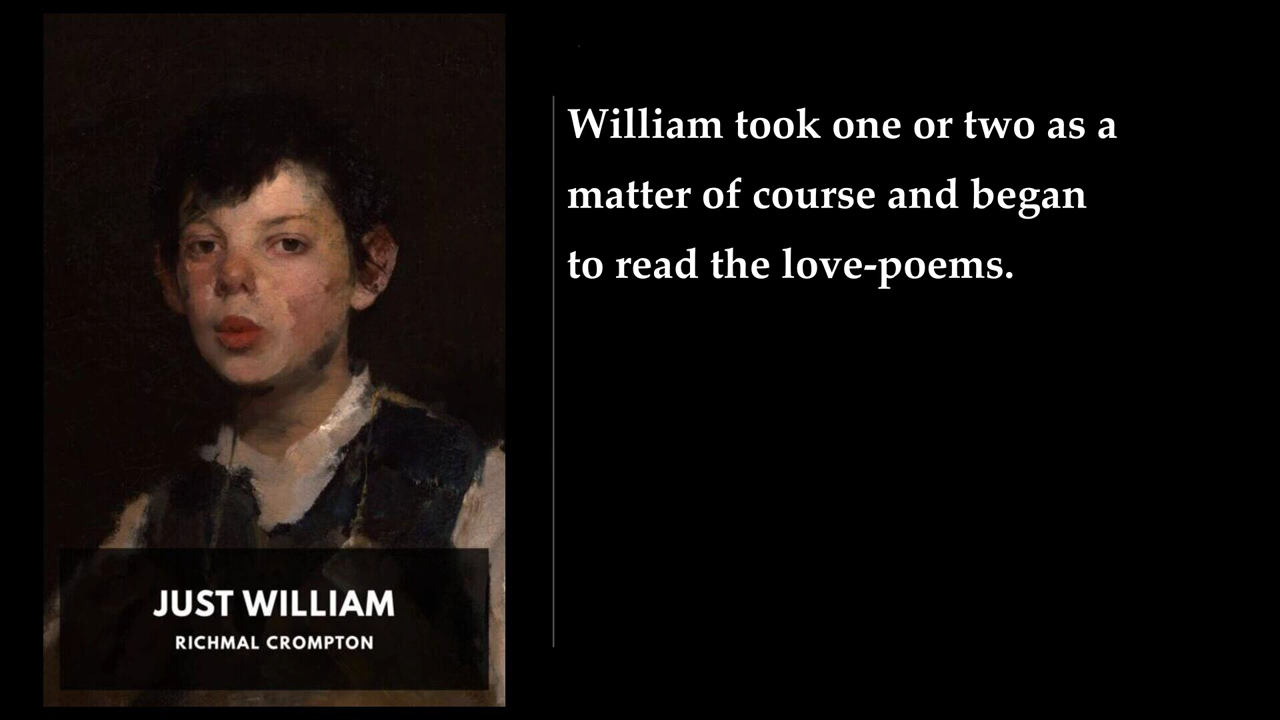 William took one or two as a
matter of course and began
to read the love-poems.
JUST WILLIAM
RICHMAL CROMPTON